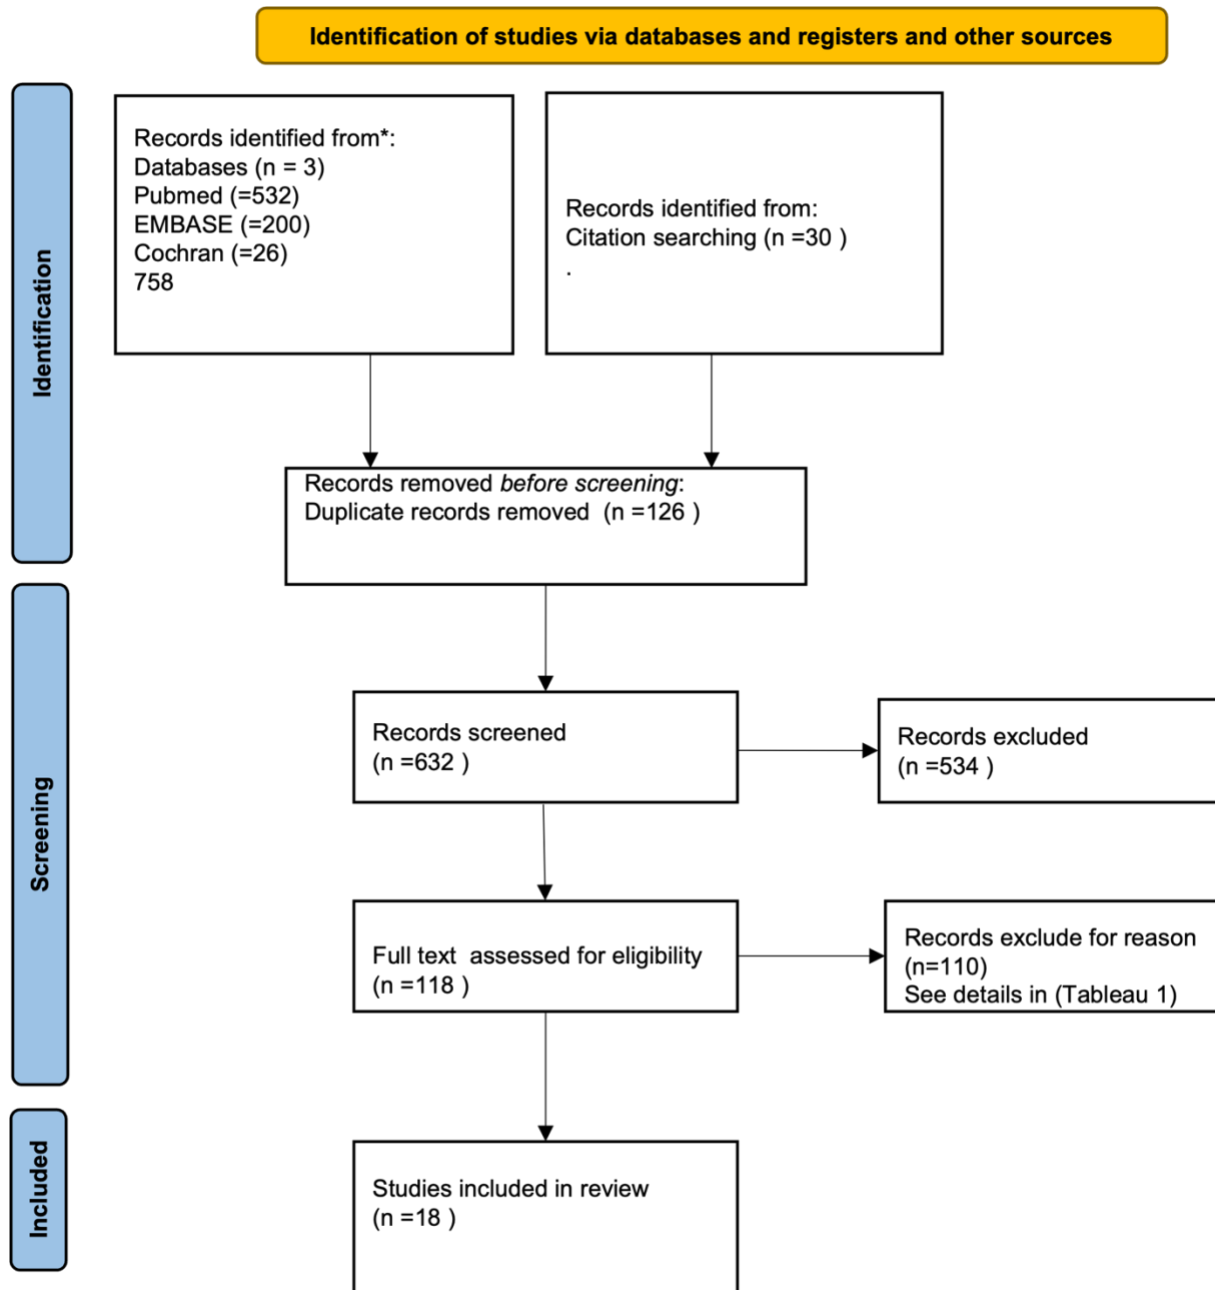 Identification of studies via databases and registers and other sources
Identification
Records identified from*:
Databases (n = 3)
Pubmed (=532)
EMBASE (=200)
Cochran (=26)
758
Records identified from:
Citation searching (n =30 )
.
Records removed before screening:
Duplicate records removed  (n =126 )
Screening
Records screened
(n =632 )
Records excluded
(n =534 )
Full text  assessed for eligibility
(n =118 )
Records exclude for reason
(n=110)
See details in (Tableau 1)
Included
Studies included in review
(n =18 )